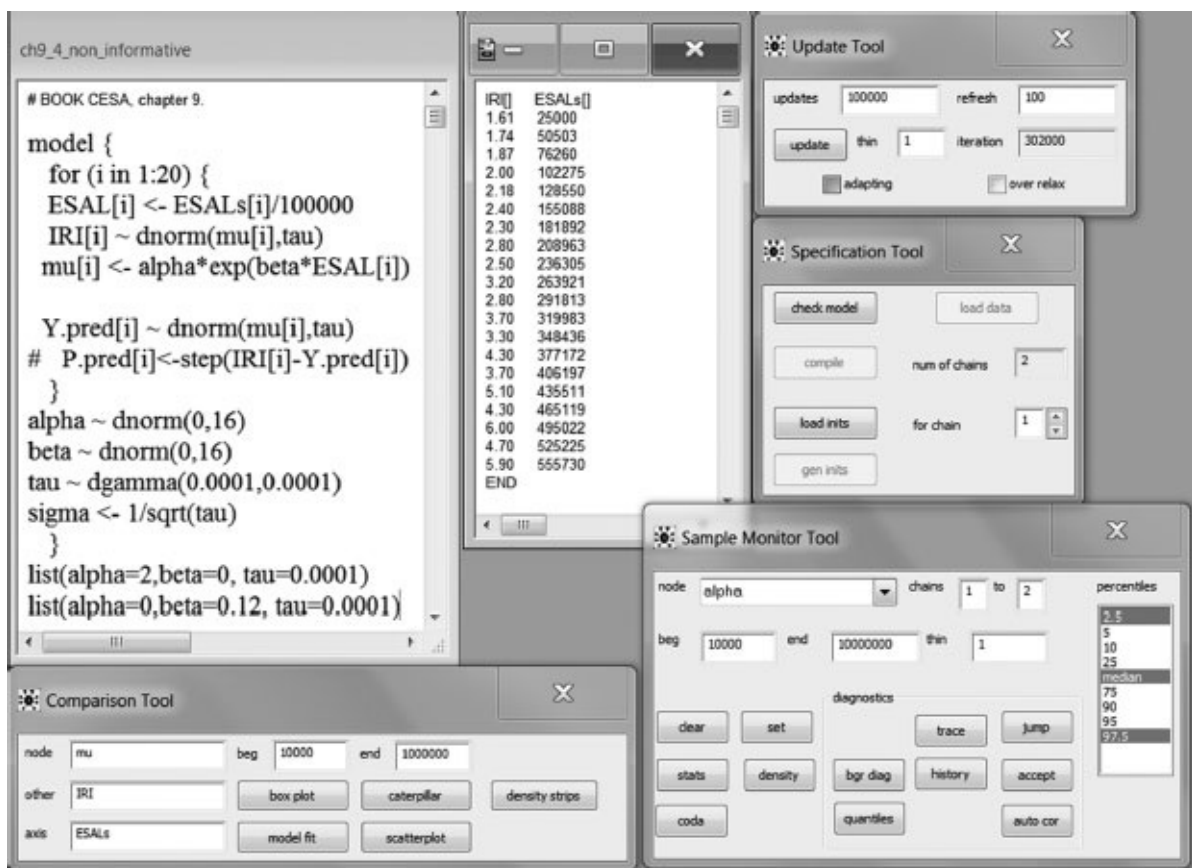 ch9_4_non_informative
# BOOK CESA, chapter 9.
model {
for (i in 1:20) {
ESAL[i] <- ESALs[i]/100000
IRI[i] ~ dnorm(mu[i],tau)
mu[i] <- alpha*exp(beta*ESAL[i])
Y.pred[i] ~ dnorm(mu[i],tau)
# P.pred[i]<-step(IRI[i]-Y.pred[i])
}
alpha ~ dnorm(0,16)
beta ~ dnorm(0,16)
tau ~ dgamma(0.0001,0.0001)
sigma <- 1/sqrt(tau)
}
list(alpha=2,beta=0, tau=0.0001)
list(alpha=0,beta=0.12, tau=0.0001)
IRI[] ESALs[]
1.61 25000
1.74 50503
1.87 76260
2.00 102275
2.18 128550
2.40 155088
2.30 181892
2.80 208963
2.50 236305
3.20 263921
2.80 291813
3.70 319983
3.30 348436
4.30 377172
3.70 406197
5.10 435511
4.30 465119
6.00 495022
4.70 525225
5.90 555730
END
Update Tool
updates 100000 refresh 100
update thin 1 iteration 302000
adapting over relax
Specification Tool
check model load data
compile num of chains 2
load inits for chain 1
gen inits
Sample Monitor Tool
node alpha chains 1 to 2 percentiles
beg 10000 end 10000000 thin 1
2.5
5
10
25
median
75
90
95
97.5
diagnostics
clear set trace jump
stats density bgr diag history accept
coda quantiles auto cor
Comparison Tool
node mu beg 10000 end 1000000
other IRI box plot caterpillar density strips
axis ESALs model fit scatterplot